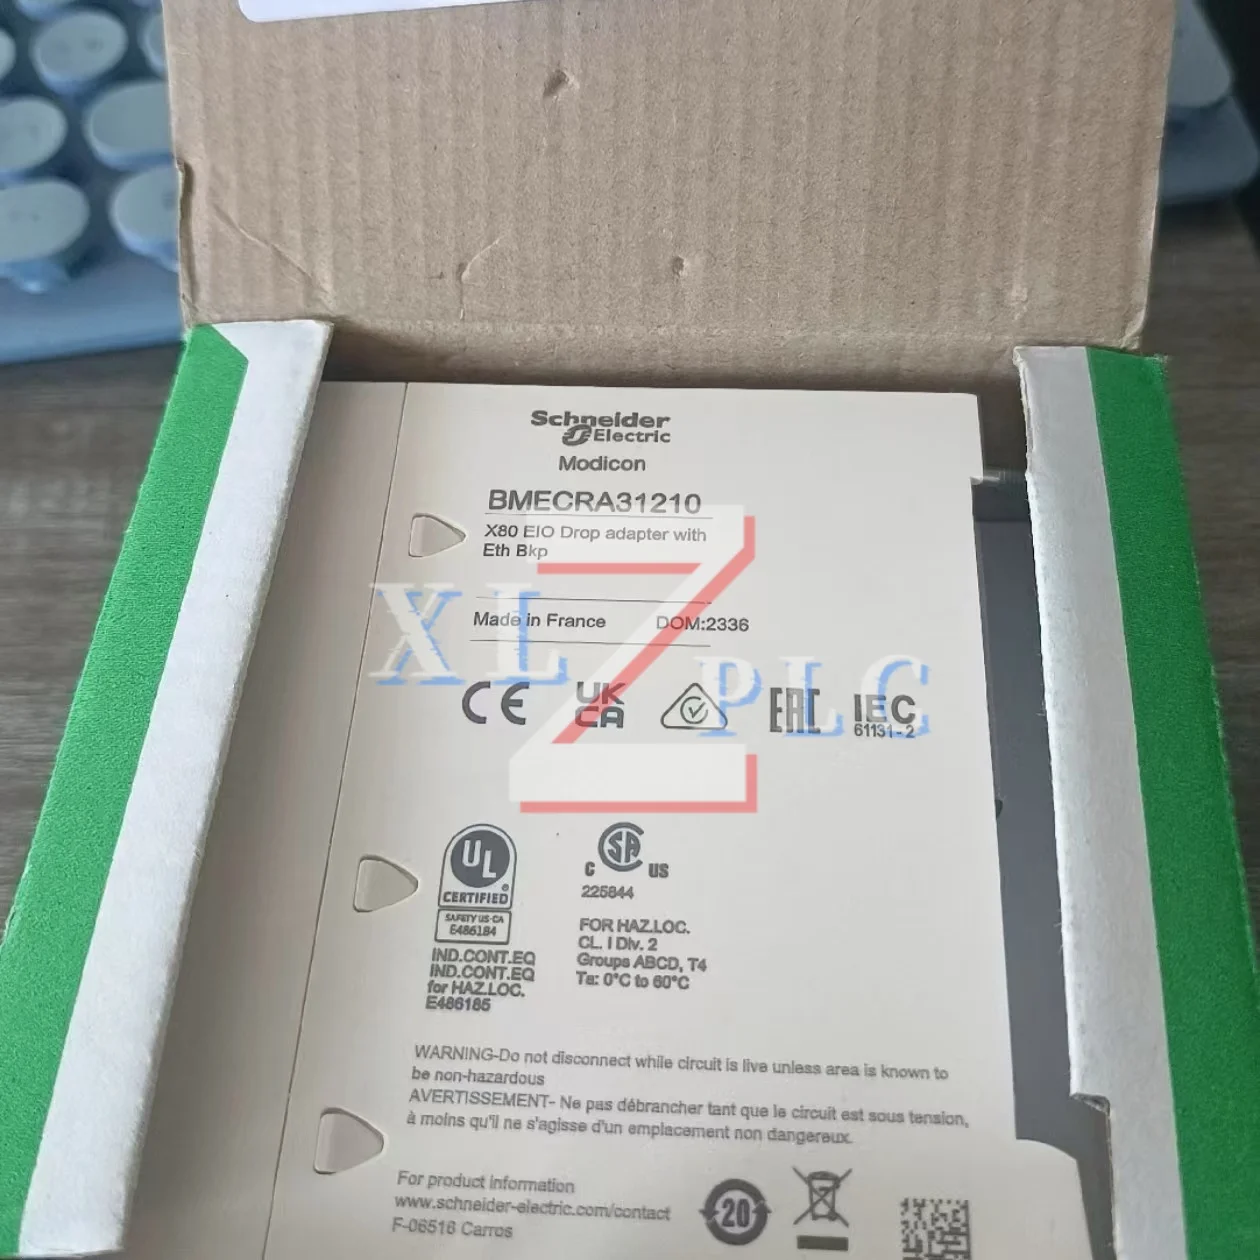 Schneider
Electric
Modicon
BMECRA31210
X80 EIO Drop adapter with
Eth Bkp
Made in France DOM:2336
XL Z PLC
CE UK
CA EAC IEC
61131-2
UL
CERTIFIED
SAFETY US-CA
E486184
IND.CONT.EQ
IND.CONT.EQ
for HAZ.LOC.
E486185
C SA US
225844
FOR HAZ.LOC.
CL. I Div. 2
Groups ABCD, T4
Ta: 0°C to 60°C
WARNING-Do not disconnect while circuit is live unless area is known to
be non-hazardous
AVERTISSEMENT- Ne pas débrancher tant que le circuit est sous tension,
à moins qu'il ne s'agisse d'un emplacement non dangereux.
For product information
www.schneider-electric.com/contact
F-06516 Carros
20